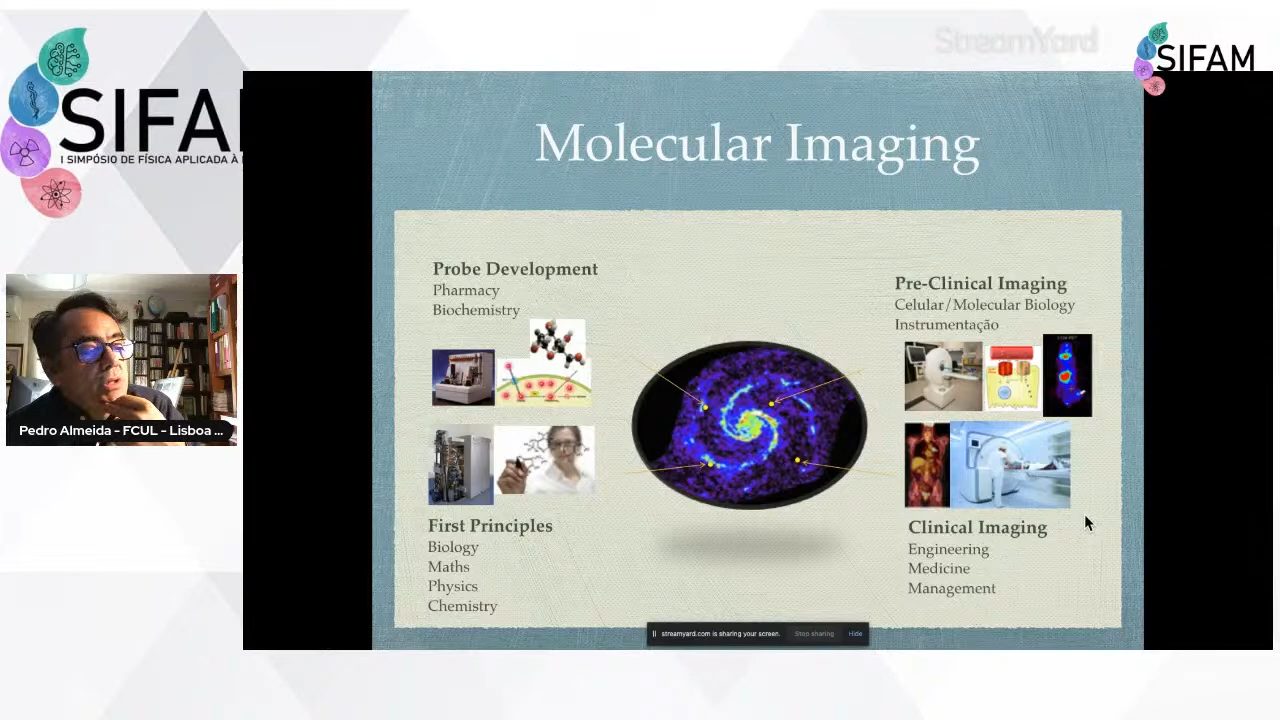 StreamYard
SIFAM
SIFA
I SIMPÓSIO DE FÍSICA APLICADA À
Molecular Imaging
Probe Development
Pharmacy
Biochemistry
Pre-Clinical Imaging
Celular/Molecular Biology
Instrumentação
Pedro Almeida - FCUL - Lisboa ...
First Principles
Biology
Maths
Physics
Chemistry
Clinical Imaging
Engineering
Medicine
Management
streamyard.com is sharing your screen.
Stop sharing
Hide